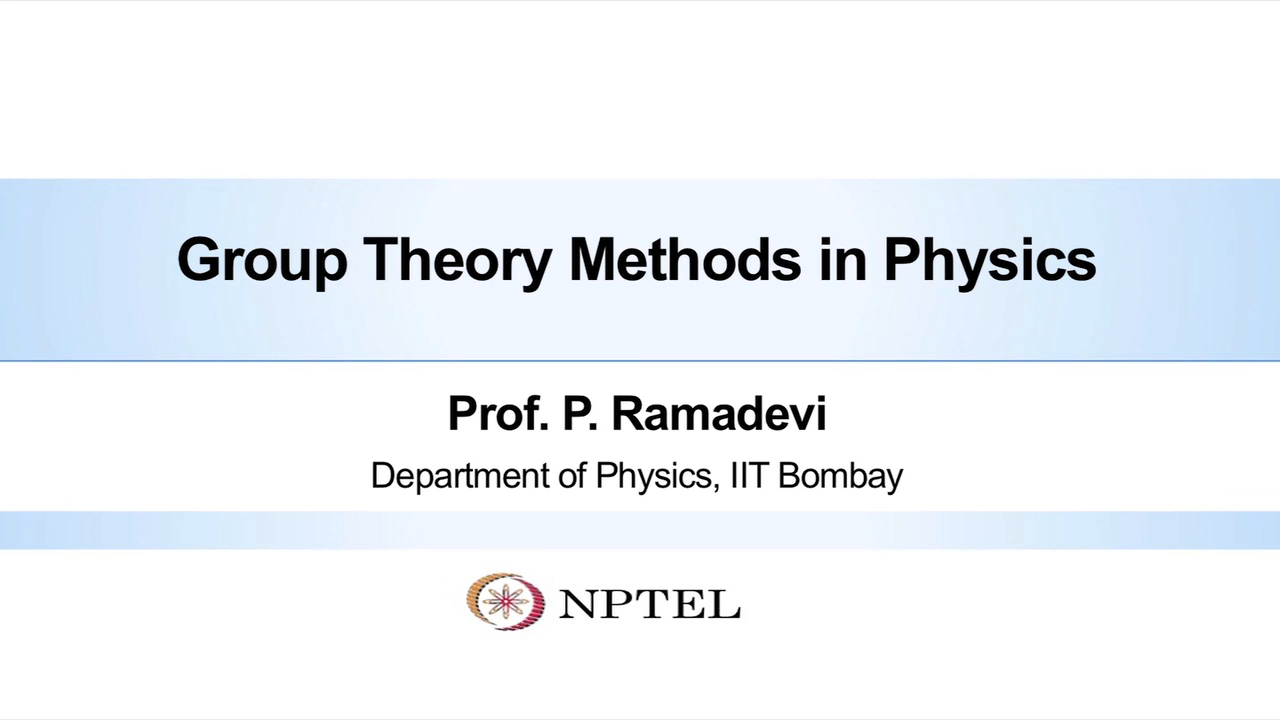 Group Theory Methods in Physics
Prof. P. Ramadevi
Department of Physics, IIT Bombay
NPTEL